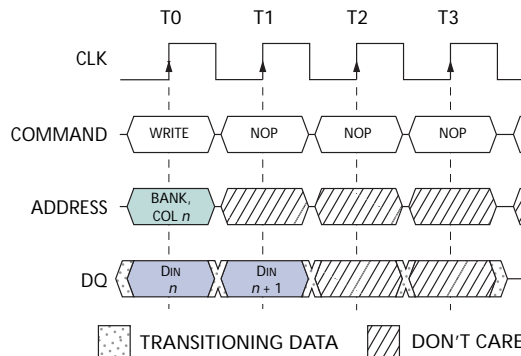 T0 T1 T2 T3
CLK
COMMAND WRITE NOP NOP NOP
ADDRESS BANK,
COL n
DQ DIN DIN
n n + 1
TRANSITIONING DATA DON'T CARE